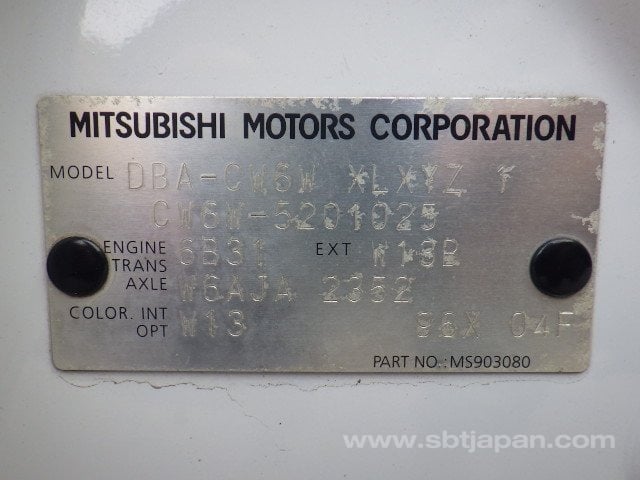 MITSUBISHI MOTORS CORPORATION
MODEL DBA-CW6W XLXYZ Y
CW6W-5201025
ENGINE 6B31 EXT W13B
TRANS
AXLE W6AJA 2352
COLOR. INT W13 96X 04F
OPT
PART NO.:MS903080
www.sbtjapan.com